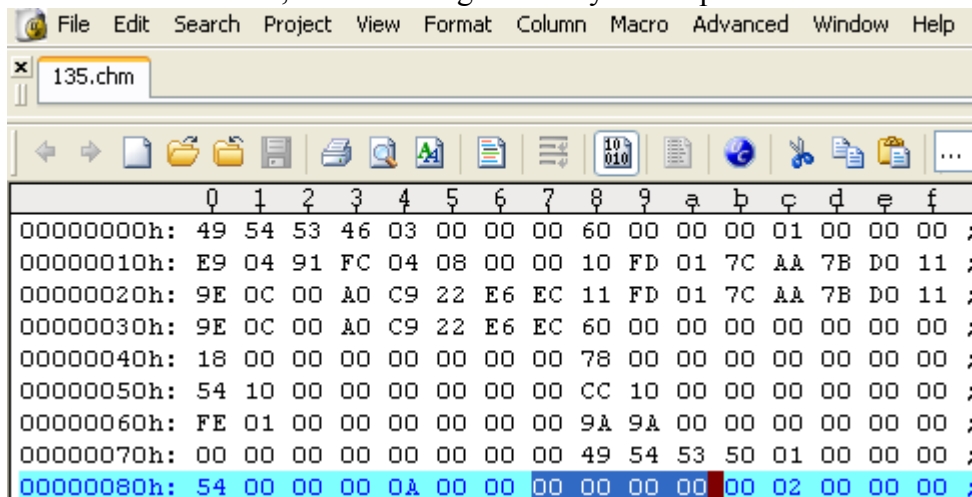 File Edit Search Project View Format Column Macro Advanced Window Help
135.chm
0 1 2 3 4 5 6 7 8 9 a b c d e f
00000000h: 49 54 53 46 03 00 00 00 60 00 00 00 01 00 00 00 ;
00000010h: E9 04 91 FC 04 08 00 00 10 FD 01 7C AA 7B D0 11 ;
00000020h: 9E 0C 00 A0 C9 22 E6 EC 11 FD 01 7C AA 7B D0 11 ;
00000030h: 9E 0C 00 A0 C9 22 E6 EC 60 00 00 00 00 00 00 00 ;
00000040h: 18 00 00 00 00 00 00 00 78 00 00 00 00 00 00 00 ;
00000050h: 54 10 00 00 00 00 00 00 CC 10 00 00 00 00 00 00 ;
00000060h: FE 01 00 00 00 00 00 00 9A 9A 00 00 00 00 00 00 ;
00000070h: 00 00 00 00 00 00 00 00 49 54 53 50 01 00 00 00 ;
00000080h: 54 00 00 00 0A 00 00 00 00 00 00 00 02 00 00 00 ;